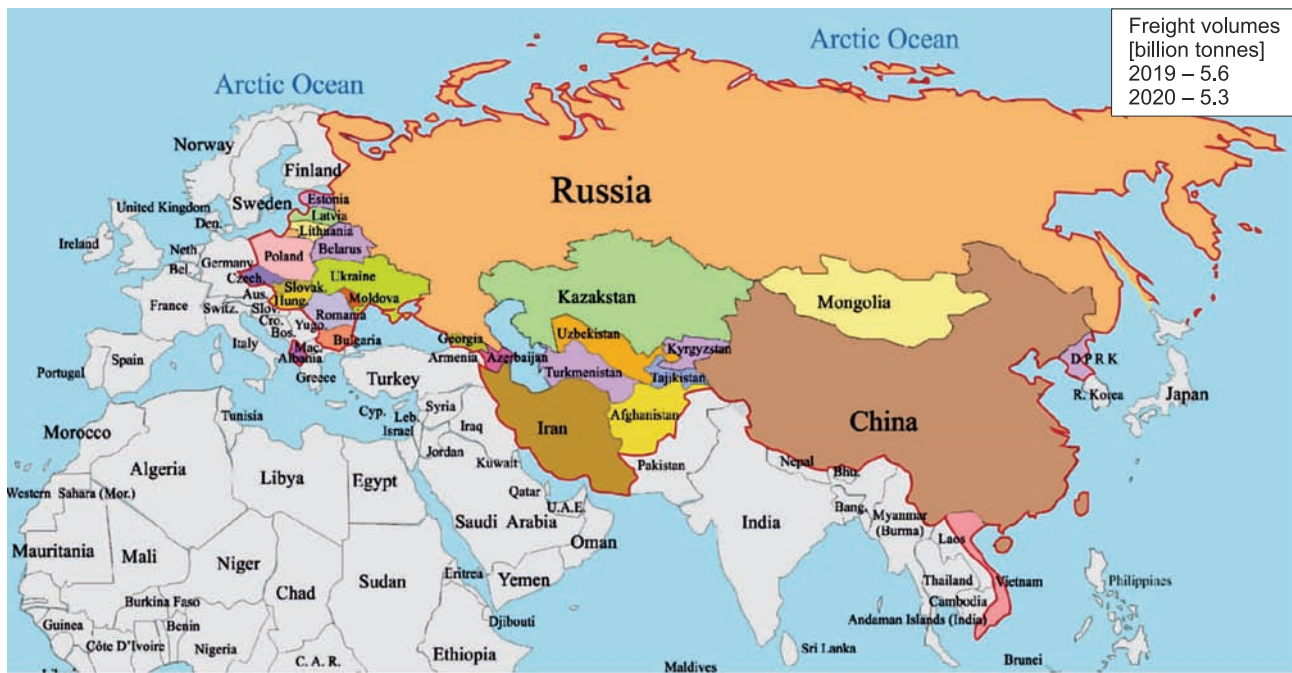 Freight volumes
[billion tonnes]
2019 – 5.6
2020 – 5.3
Arctic Ocean
Arctic Ocean
Norway
Finland
Russia
United Kingdom
Sweden
Estonia
Latvia
Den.
Lithuania
Ireland
Neth
Belarus
Poland
Germany
Bel.
Czech.
Ukraine
Slovak.
Aus.
Hung.
Moldova
France
Switz.
Slov.
Romania
Cro.
Bos.
Yugo.
Kazakstan
Mongolia
Italy
Mac.
Bulgaria
Georgia
Uzbekistan
Kyrgyzstan
Spain
Albania
Armenia
Azerbaijan
Turkmenistan
Tajikistan
D P R K
Portugal
Greece
Turkey
R. Korea
Japan
Tunisia
Cyp.
Leb.
Syria
Israel
Iraq
Iran
Afghanistan
China
Morocco
Jordan
Kuwait
Pakistan
Nepal
Bhu.
Algeria
Libya
Egypt
Western
Sahara (Mor.)
Qatar
U.A.E.
Bang.
Myanmar
(Burma)
India
Saudi Arabia
Oman
Laos
Mauritania
Mali
Niger
Chad
Sudan
Eritrea
Yemen
Thailand
Vietnam
Philippines
Cambodia
Burkina Faso
Djibouti
Andaman Islands (India)
Guinea
Benin
Côte D'Ivoire
Nigeria
C. A. R.
Ethiopia
Sri Lanka
Maldives
Brunei